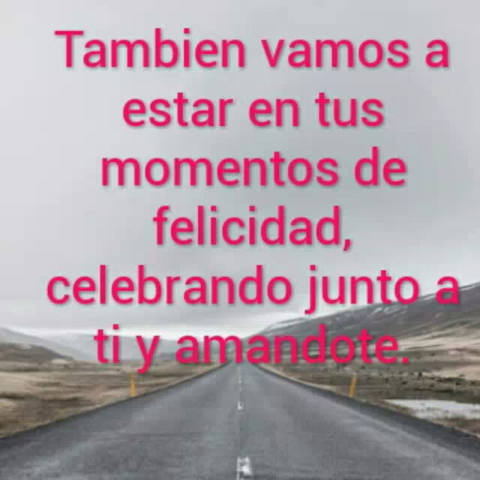 Tambien vamos a
estar en tus
momentos de
felicidad,
celebrando junto a
ti y amandote.